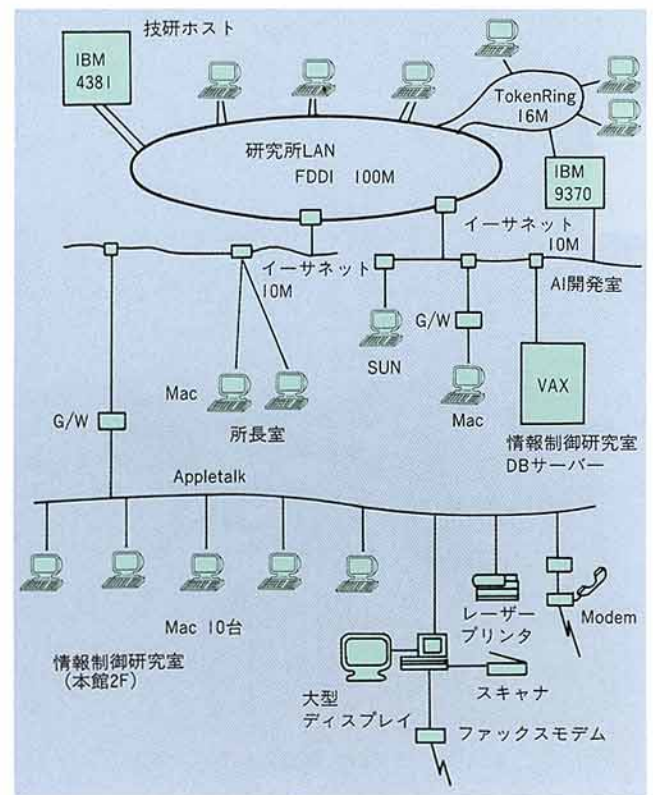 技研ホスト
IBM
4381
TokenRing
16M
研究所LAN
FDDI 100M
IBM
9370
イーサネット
10M
イーサネット
10M
AI開発室
G/W
SUN
Mac
VAX
Mac
所長室
G/W
情報制御研究室
DBサーバー
Appletalk
Mac 10台
レーザー
プリンタ
Modem
情報制御研究室
(本館2F)
大型
ディスプレイ
スキャナ
ファックスモデム